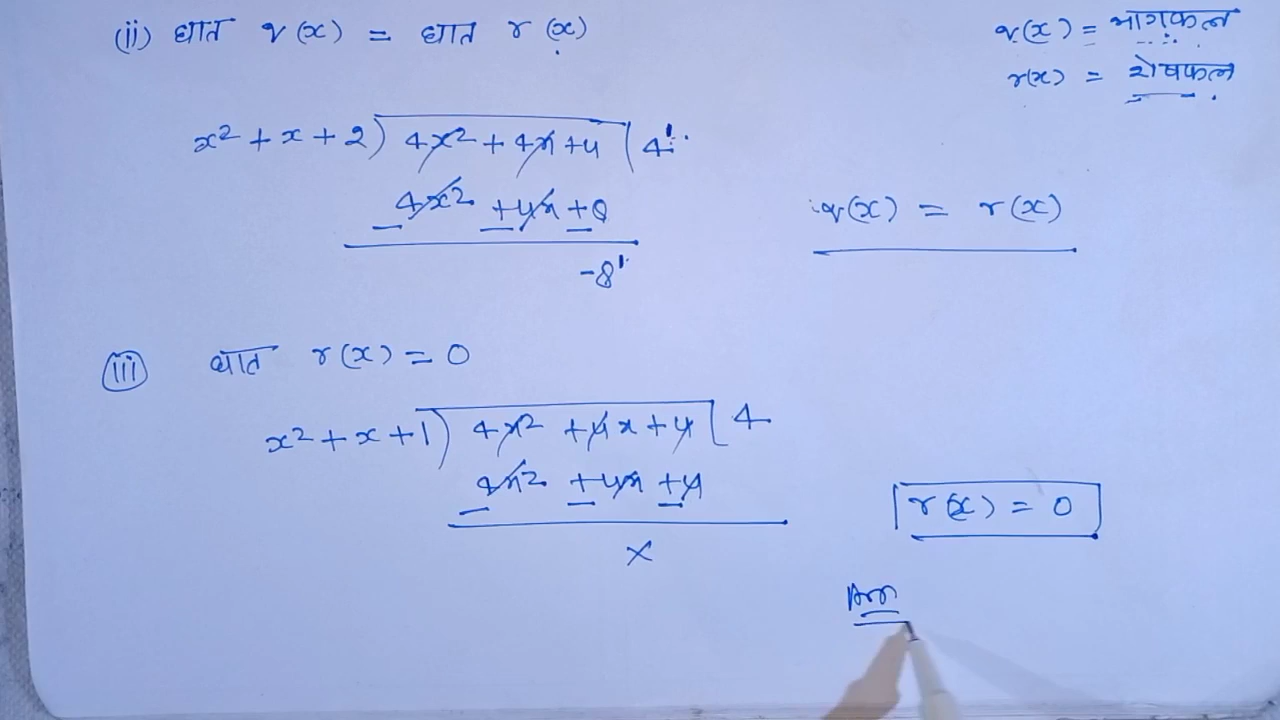 (ii) घात q(x) = घात r(x)
q(x) = भागफल
r(x) = शेषफल
x² + x + 2) 4x² + 4x + 4 ( 4
4x² + 4x + 8
q(x) = r(x)
-8
(iii) घात r(x) = 0
x² + x + 1) 4x² + 4x + 4 ( 4
4x² + 4x + 4
r(x) = 0
×
Ans